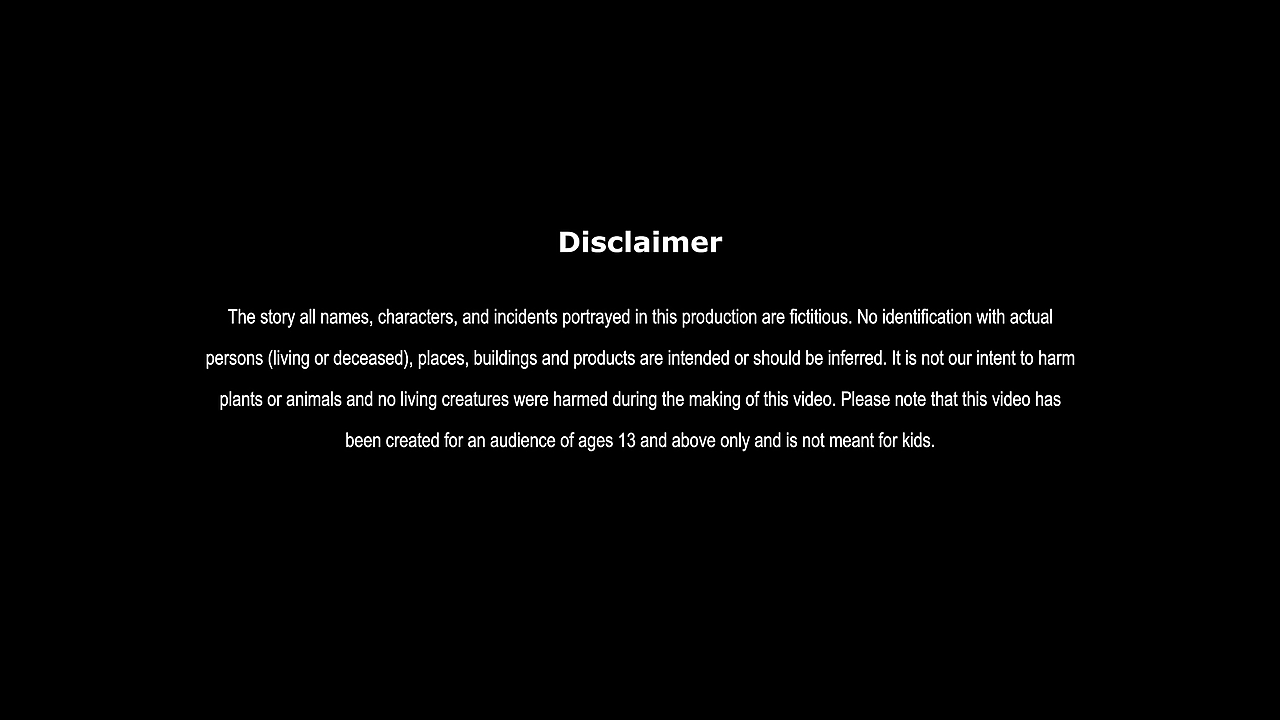 Disclaimer
The story all names, characters, and incidents portrayed in this production are fictitious. No identification with actual
persons (living or deceased), places, buildings and products are intended or should be inferred. It is not our intent to harm
plants or animals and no living creatures were harmed during the making of this video. Please note that this video has
been created for an audience of ages 13 and above only and is not meant for kids.